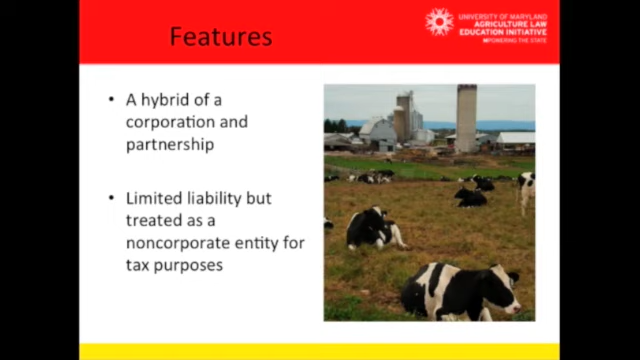 Features
UNIVERSITY OF MARYLAND
AGRICULTURE LAW
EDUCATION INITIATIVE
MPOWERING THE STATE
• A hybrid of a
corporation and
partnership
• Limited liability but
treated as a
noncorporate entity for
tax purposes